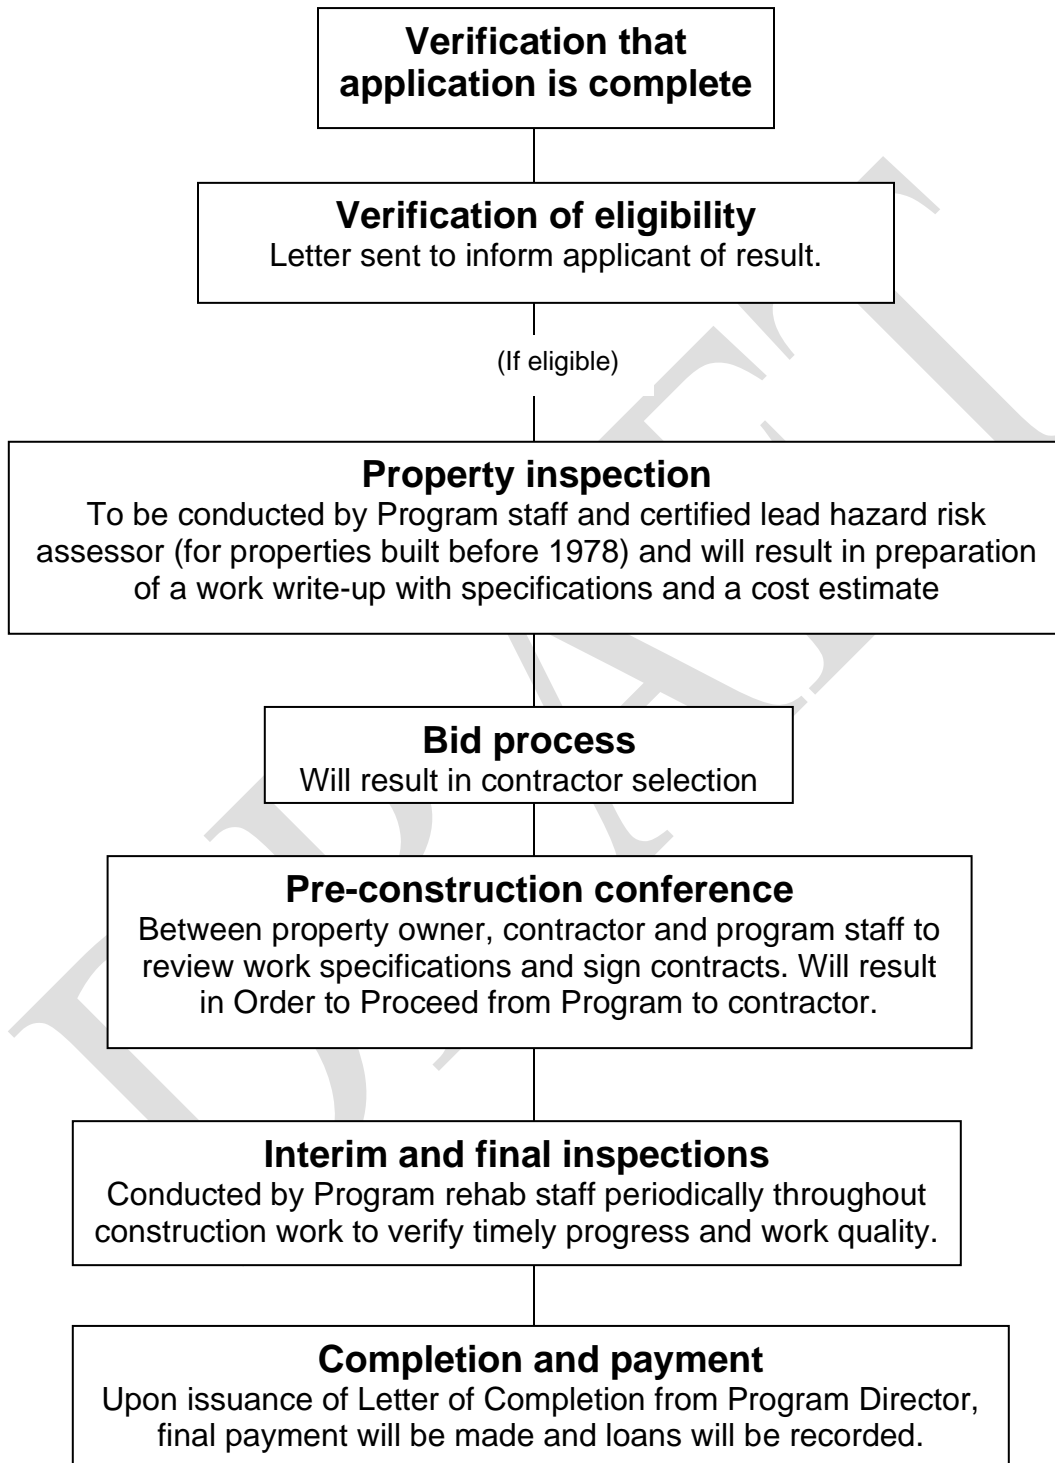 Verification that
application is complete
Verification of eligibility
Letter sent to inform applicant of result.
(If eligible)
Property inspection
To be conducted by Program staff and certified lead hazard risk
assessor (for properties built before 1978) and will result in preparation
of a work write-up with specifications and a cost estimate
Bid process
Will result in contractor selection
Pre-construction conference
Between property owner, contractor and program staff to
review work specifications and sign contracts. Will result
in Order to Proceed from Program to contractor.
Interim and final inspections
Conducted by Program rehab staff periodically throughout
construction work to verify timely progress and work quality.
Completion and payment
Upon issuance of Letter of Completion from Program Director,
final payment will be made and loans will be recorded.
DRAFT